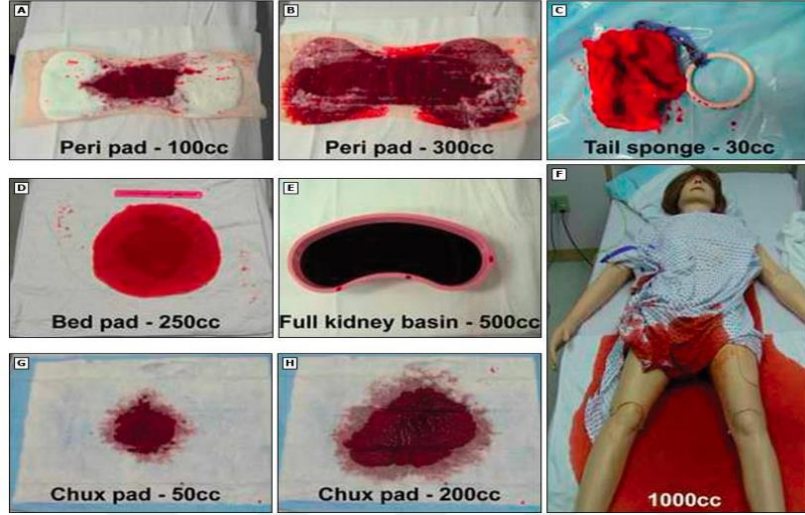 A
Peri pad - 100cc
B
Peri pad - 300cc
C
Tail sponge - 30cc
D
Bed pad - 250cc
E
Full kidney basin - 500cc
F
1000cc
G
Chux pad - 50cc
H
Chux pad - 200cc